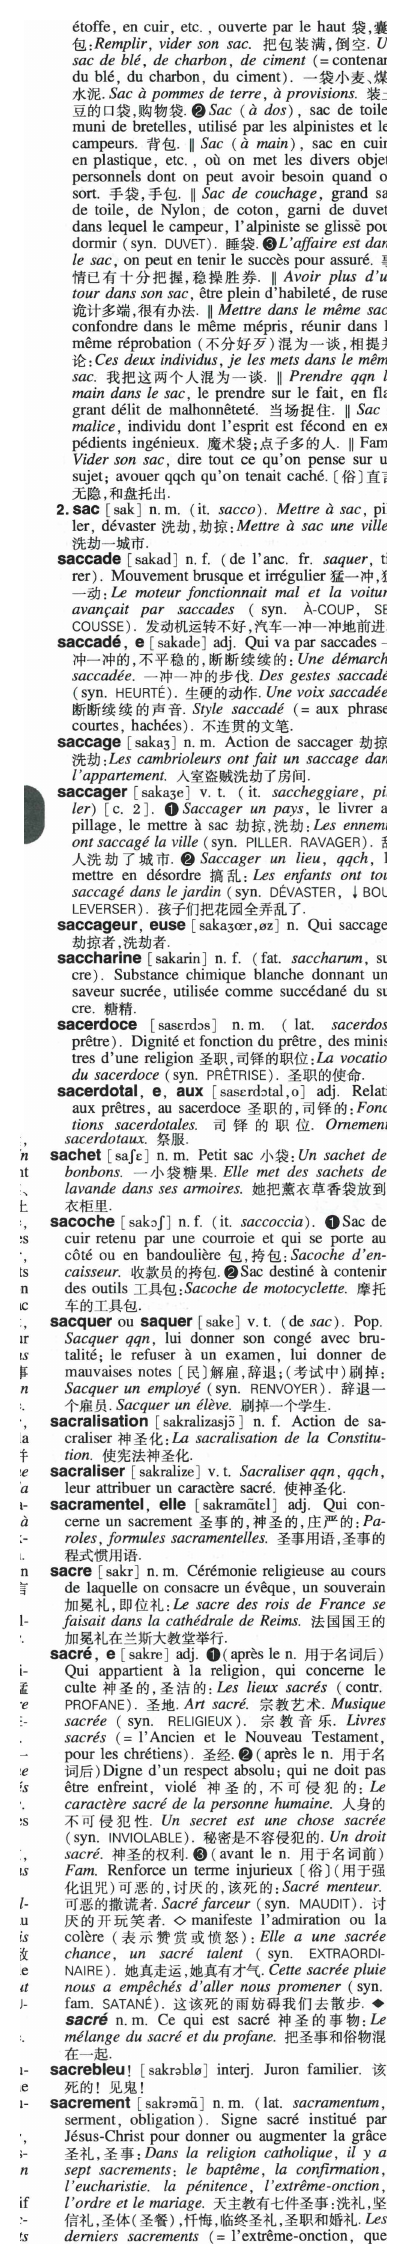 étoffe, en cuir, etc., ouverte par le haut 袋,囊
包:Remplir, vider son sac. 把包装满,倒空. U
sac de blé, de charbon, de ciment (= contenan
du blé, du charbon, du ciment). 一袋小麦、煤
水泥. Sac à pommes de terre, à provisions. 装土
豆的口袋,购物袋. ❷ Sac (à dos), sac de toile
muni de bretelles, utilisé par les alpinistes et le
campeurs. 背包. ‖ Sac (à main), sac en cuir
en plastique, etc., où on met les divers objet
personnels dont on peut avoir besoin quand o
sort. 手袋,手包. ‖ Sac de couchage, grand sa
de toile, de Nylon, de coton, garni de duvet
dans lequel le campeur, l'alpiniste se glisse pou
dormir (syn. DUVET). 睡袋. ❸ L'affaire est dan
le sac, on peut en tenir le succès pour assuré. 事
情已有十分把握,稳操胜券. ‖ Avoir plus d'u
tour dans son sac, être plein d'habileté, de ruse
诡计多端,很有办法. ‖ Mettre dans le même sac
confondre dans le même mépris, réunir dans l
même réprobation (不分好歹)混为一谈,相提并
论:Ces deux individus, je les mets dans le mêm
sac. 我把这两个人混为一谈. ‖ Prendre qqn l
main dans le sac, le prendre sur le fait, en fla
grant délit de malhonnêteté. 当场捉住. ‖ Sac
malice, individu dont l'esprit est fécond en ex
pédients ingénieux. 魔术袋;点子多的人. ‖ Fam
Vider son sac, dire tout ce qu'on pense sur u
sujet; avouer qqch qu'on tenait caché. [俗]直言
无隐,和盘托出.
2. sac [sak] n. m. (it. sacco). Mettre à sac, pi
ler, dévaster 洗劫,劫掠:Mettre à sac une ville
洗劫一城市.
saccade [sakad] n. f. (de l'anc. fr. saquer, ti
rer). Mouvement brusque et irrégulier 猛一冲,猛
一动:Le moteur fonctionnait mal et la voitur
avançait par saccades ( syn. À-COUP, SE
COUSSE). 发动机运转不好,汽车一冲一冲地前进
saccadé, e [sakade] adj. Qui va par saccades 一
冲一冲的,不平稳的,断断续续的:Une démarch
saccadée. 一冲一冲的步伐. Des gestes saccadé
(syn. HEURTÉ). 生硬的动作. Une voix saccadée
断断续续的声音. Style saccadé (= aux phrase
courtes, hachées). 不连贯的文笔.
saccage [sakaʒ] n. m. Action de saccager 劫掠
洗劫:Les cambrioleurs ont fait un saccage dan
l'appartement. 入室盗贼洗劫了房间.
saccager [sakaʒe] v. t. (it. saccheggiare, pi
ler) [c. 2]. ❶ Saccager un pays, le livrer a
pillage, le mettre à sac 劫掠,洗劫:Les ennemi
ont saccagé la ville (syn. PILLER. RAVAGER). 敌
人洗劫了城市. ❷ Saccager un lieu, qqch, l
mettre en désordre 搞乱:Les enfants ont tou
saccagé dans le jardin (syn. DÉVASTER, ↓ BOU
LEVERSER). 孩子们把花园全弄乱了.
saccageur, euse [sakaʒœr,øz] n. Qui saccage
劫掠者,洗劫者.
saccharine [sakarin] n. f. (fat. saccharum, su
cre). Substance chimique blanche donnant un
saveur sucrée, utilisée comme succédané du su
cre. 糖精.
sacerdoce [sasɛrdɔs] n. m. ( lat. sacerdos
prêtre). Dignité et fonction du prêtre, des minis
tres d'une religion 圣职,司铎的职位:La vocatio
du sacerdoce (syn. PRÊTRISE). 圣职的使命.
sacerdotal, e, aux [sasɛrdɔtal,o] adj. Relati
aux prêtres, au sacerdoce 圣职的,司铎的:Fonc
tions sacerdotales. 司铎的职位. Ornement
sacerdotaux. 祭服.
sachet [saʃɛ] n. m. Petit sac 小袋:Un sachet de
bonbons. 一小袋糖果. Elle met des sachets de
lavande dans ses armoires. 她把薰衣草香袋放到
衣柜里.
sacoche [sakɔʃ] n. f. (it. saccoccia). ❶ Sac de
cuir retenu par une courroie et qui se porte au
côté ou en bandoulière 包,挎包:Sacoche d'en-
caisseur. 收款员的挎包. ❷ Sac destiné à contenir
des outils 工具包:Sacoche de motocyclette. 摩托
车的工具包.
sacquer ou saquer [sake] v. t. (de sac). Pop.
Sacquer qqn, lui donner son congé avec bru-
talité; le refuser à un examen, lui donner de
mauvaises notes [民]解雇,辞退;(考试中)刷掉:
Sacquer un employé (syn. RENVOYER). 辞退一
个雇员. Sacquer un élève. 刷掉一个学生.
sacralisation [sakralizasjɔ̃] n. f. Action de sa-
craliser 神圣化:La sacralisation de la Constitu-
tion. 使宪法神圣化.
sacraliser [sakralize] v. t. Sacraliser qqn, qqch,
leur attribuer un caractère sacré. 使神圣化.
sacramentel, elle [sakramɑ̃tɛl] adj. Qui con-
cerne un sacrement 圣事的,神圣的,庄严的:Pa-
roles, formules sacramentelles. 圣事用语,圣事的
程式惯用语.
sacre [sakr] n. m. Cérémonie religieuse au cours
de laquelle on consacre un évêque, un souverain
加冕礼,即位礼:Le sacre des rois de France se
faisait dans la cathédrale de Reims. 法国国王的
加冕礼在兰斯大教堂举行.
sacré, e [sakre] adj. ❶ (après le n. 用于名词后)
Qui appartient à la religion, qui concerne le
culte 神圣的,圣洁的:Les lieux sacrés (contr.
PROFANE). 圣地. Art sacré. 宗教艺术. Musique
sacrée ( syn. RELIGIEUX). 宗教音乐. Livres
sacrés (= l'Ancien et le Nouveau Testament,
pour les chrétiens). 圣经. ❷ (après le n. 用于名
词后)Digne d'un respect absolu; qui ne doit pas
être enfreint, violé 神圣的,不可侵犯的:Le
caractère sacré de la personne humaine. 人身的
不可侵犯性. Un secret est une chose sacrée
(syn. INVIOLABLE). 秘密是不容侵犯的. Un droit
sacré. 神圣的权利. ❸ (avant le n. 用于名词前)
Fam. Renforce un terme injurieux [俗](用于强
化诅咒)可恶的,讨厌的,该死的:Sacré menteur.
可恶的撒谎者. Sacré farceur (syn. MAUDIT). 讨
厌的开玩笑者. ◇ manifeste l'admiration ou la
colère (表示赞赏或愤怒):Elle a une sacrée
chance, un sacré talent ( syn. EXTRAORDI-
NAIRE). 她真走运,她真有才气. Cette sacrée pluie
nous a empêchés d'aller nous promener (syn.
fam. SATANÉ). 这该死的雨妨碍我们去散步. ◆
sacré n. m. Ce qui est sacré 神圣的事物:Le
mélange du sacré et du profane. 把圣事和俗物混
在一起.
sacrebleu! [sakrəblø] interj. Juron familier. 该
死的! 见鬼!
sacrement [sakrəmɑ̃] n. m. (lat. sacramentum,
serment, obligation). Signe sacré institué par
Jésus-Christ pour donner ou augmenter la grâce
圣礼,圣事:Dans la religion catholique, il y a
sept sacrements: le baptême, la confirmation,
l'eucharistie. la pénitence, l'extrême-onction,
l'ordre et le mariage. 天主教有七件圣事:洗礼,坚
信礼,圣体(圣餐),忏悔,临终圣礼,圣职和婚礼. Les
derniers sacrements (= l'extrême-onction, que